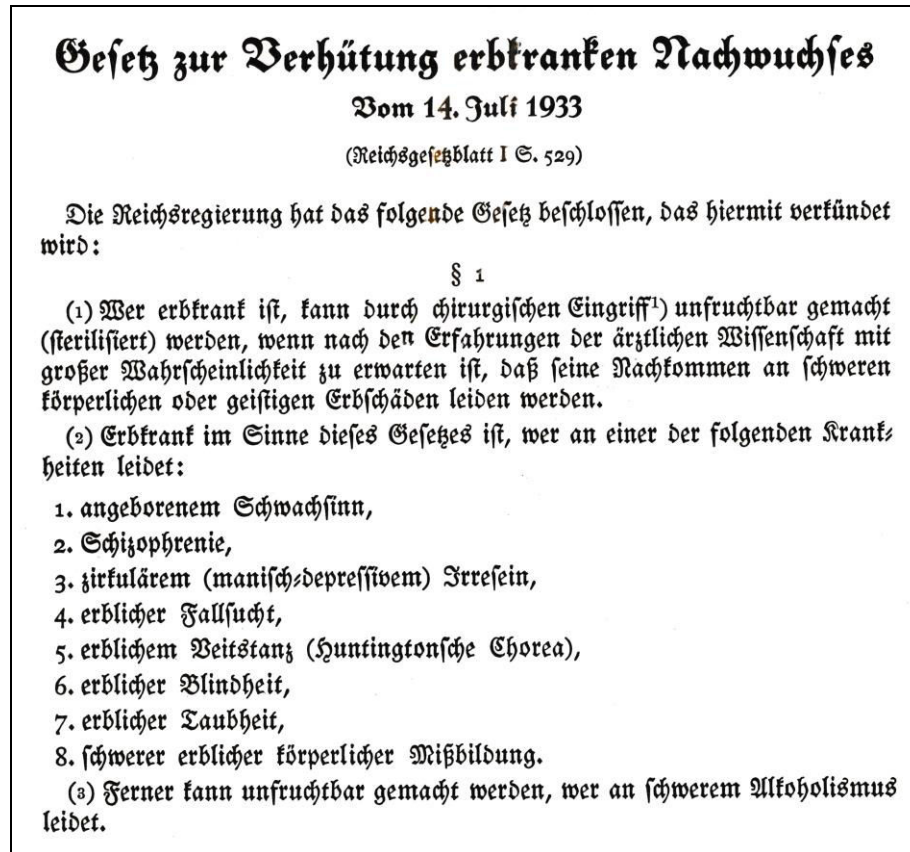 Gesetz zur Verhütung erbkranken Nachwuchses
Vom 14. Juli 1933
(Reichsgesetzblatt I S. 529)
Die Reichsregierung hat das folgende Gesetz beschlossen, das hiermit verkündet
wird:
§ 1
(1) Wer erbkrank ist, kann durch chirurgischen Eingriff¹) unfruchtbar gemacht
(sterilisiert) werden, wenn nach den Erfahrungen der ärztlichen Wissenschaft mit
großer Wahrscheinlichkeit zu erwarten ist, daß seine Nachkommen an schweren
körperlichen oder geistigen Erbschäden leiden werden.
(2) Erbkrank im Sinne dieses Gesetzes ist, wer an einer der folgenden Krank-
heiten leidet:
1. angeborenem Schwachsinn,
2. Schizophrenie,
3. zirkulärem (manisch-depressivem) Irresein,
4. erblicher Fallsucht,
5. erblichem Veitstanz (Huntingtonsche Chorea),
6. erblicher Blindheit,
7. erblicher Taubheit,
8. schwerer erblicher körperlicher Mißbildung.
(3) Ferner kann unfruchtbar gemacht werden, wer an schwerem Alkoholismus
leidet.